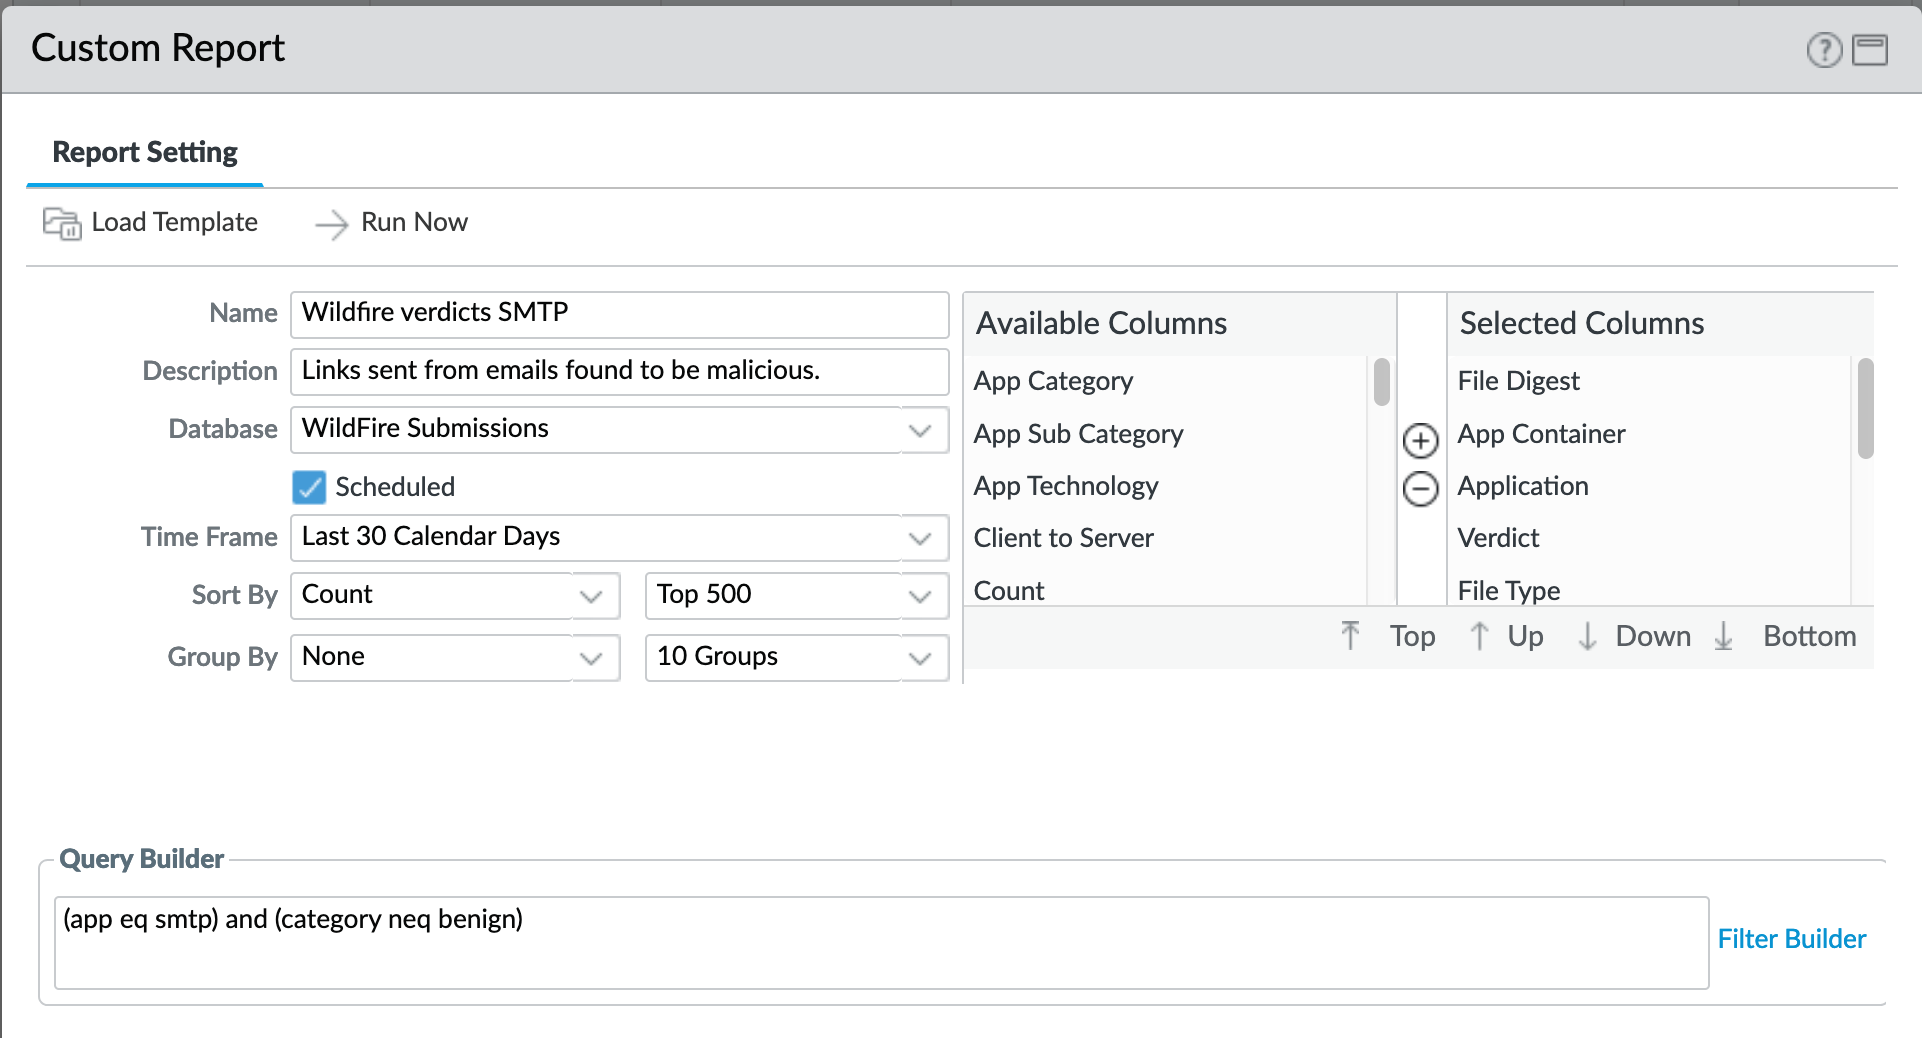 Custom Report
?
Report Setting
Load Template
Run Now
Name
Wildfire verdicts SMTP
Description
Links sent from emails found to be malicious.
Database
WildFire Submissions
Scheduled
Time Frame
Last 30 Calendar Days
Sort By
Count
Top 500
Group By
None
10 Groups
Available Columns
App Category
App Sub Category
App Technology
Client to Server
Count
Selected Columns
File Digest
App Container
Application
Verdict
File Type
Top
Up
Down
Bottom
Query Builder
(app eq smtp) and (category neq benign)
Filter Builder